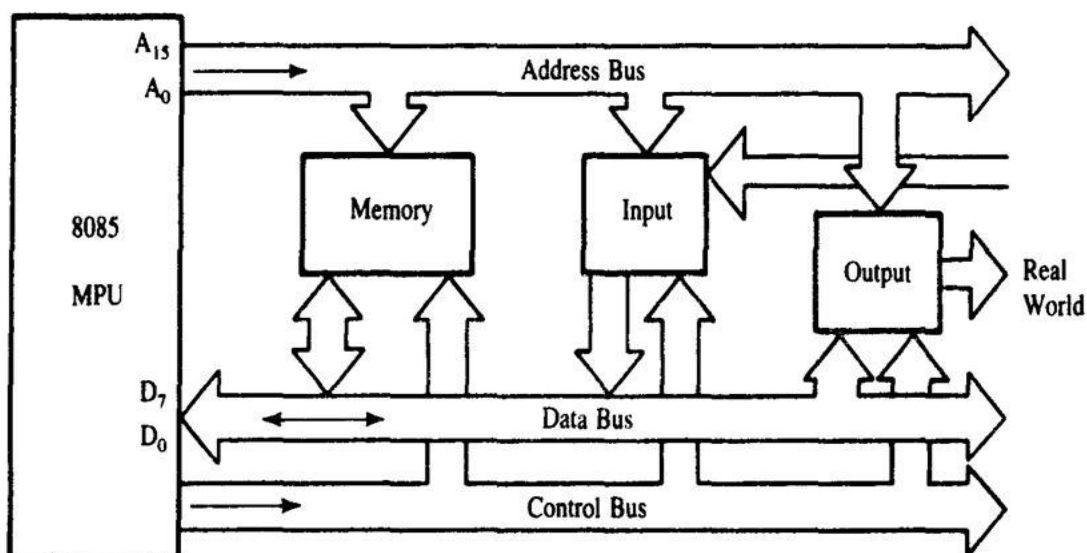 A15
Address Bus
A0
Memory
Input
8085
MPU
Output
Real
World
D7
Data Bus
D0
Control Bus